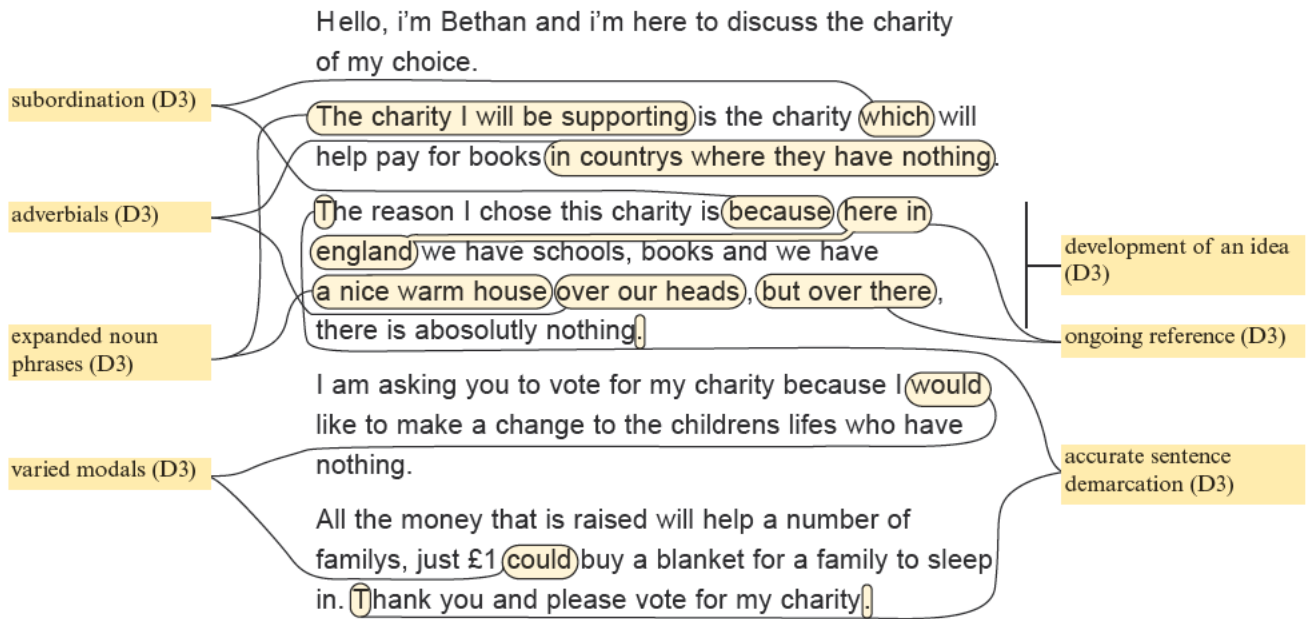 Hello, i'm Bethan and i'm here to discuss the charity
of my choice.
subordination (D3)
The charity I will be supporting is the charity which will
help pay for books in countrys where they have nothing.
adverbials (D3)
The reason I chose this charity is because here in
england we have schools, books and we have
a nice warm house over our heads, but over there,
there is abosolutly nothing.
development of an idea
(D3)
expanded noun
phrases (D3)
ongoing reference (D3)
I am asking you to vote for my charity because I would
like to make a change to the childrens lifes who have
nothing.
varied modals (D3)
accurate sentence
demarcation (D3)
All the money that is raised will help a number of
familys, just £1 could buy a blanket for a family to sleep
in. Thank you and please vote for my charity.